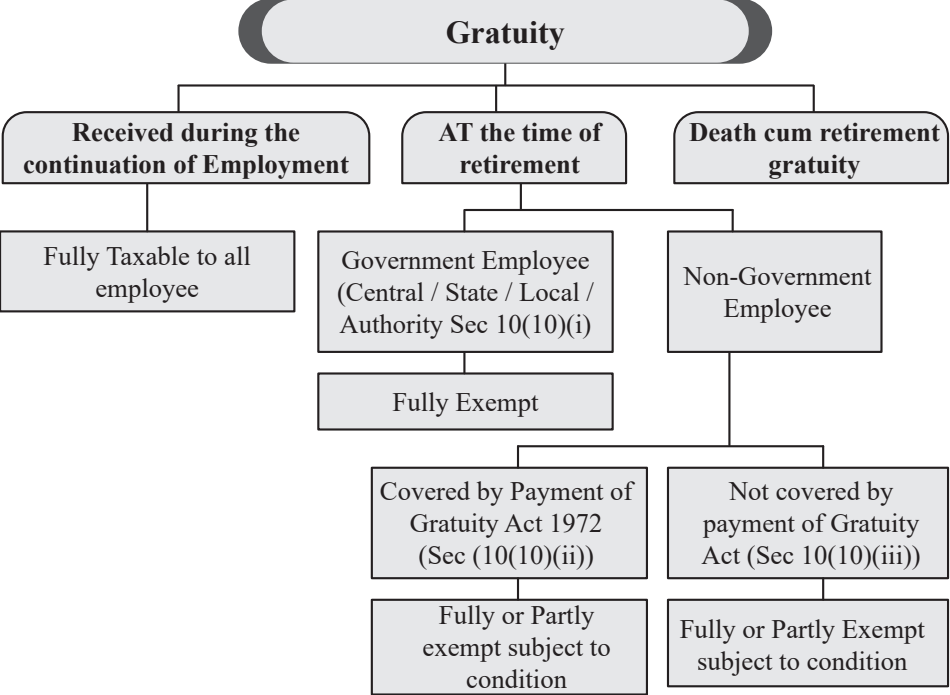 Gratuity
Received during the
continuation of Employment
AT the time of
retirement
Death cum retirement
gratuity
Fully Taxable to all
employee
Government Employee
(Central / State / Local /
Authority Sec 10(10)(i)
Non-Government
Employee
Fully Exempt
Covered by Payment of
Gratuity Act 1972
(Sec (10(10)(ii))
Not covered by
payment of Gratuity
Act (Sec 10(10)(iii))
Fully or Partly
exempt subject to
condition
Fully or Partly Exempt
subject to condition